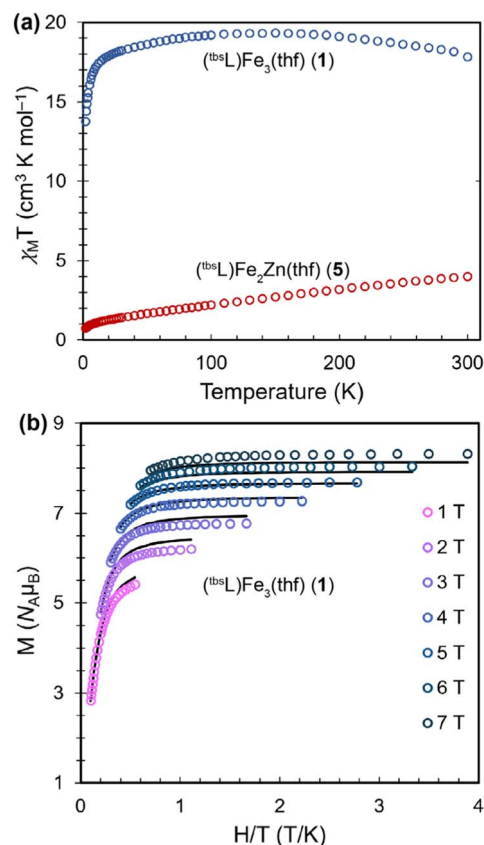 (a)
20
15
10
5
0
χMT (cm³ K mol⁻¹)
(ᵗᵇˢL)Fe₃(thf) (1)
(ᵗᵇˢL)Fe₂Zn(thf) (5)
0 100 200 300
Temperature (K)
(b)
9
7
5
3
1
M (NAμB)
(ᵗᵇˢL)Fe₃(thf) (1)
1 T
2 T
3 T
4 T
5 T
6 T
7 T
0 1 2 3 4
H/T (T/K)